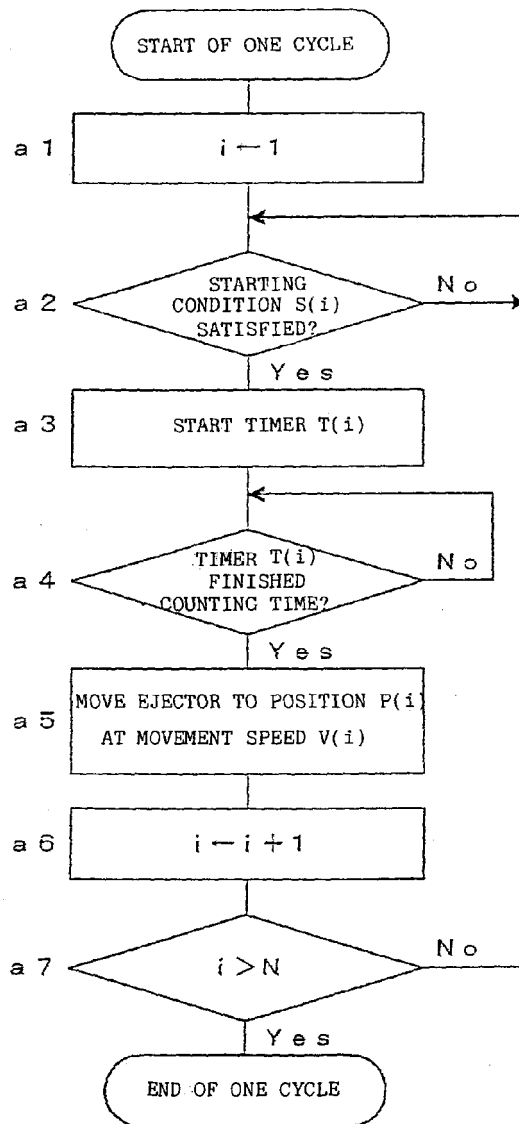 START OF ONE CYCLE
a 1
i ← 1
a 2
STARTING
CONDITION S(i)
SATISFIED?
No
Yes
a 3
START TIMER T(i)
a 4
TIMER T(i)
FINISHED
COUNTING TIME?
No
Yes
a 5
MOVE EJECTOR TO POSITION P(i)
AT MOVEMENT SPEED V(i)
a 6
i ← i + 1
a 7
i > N
No
Yes
END OF ONE CYCLE